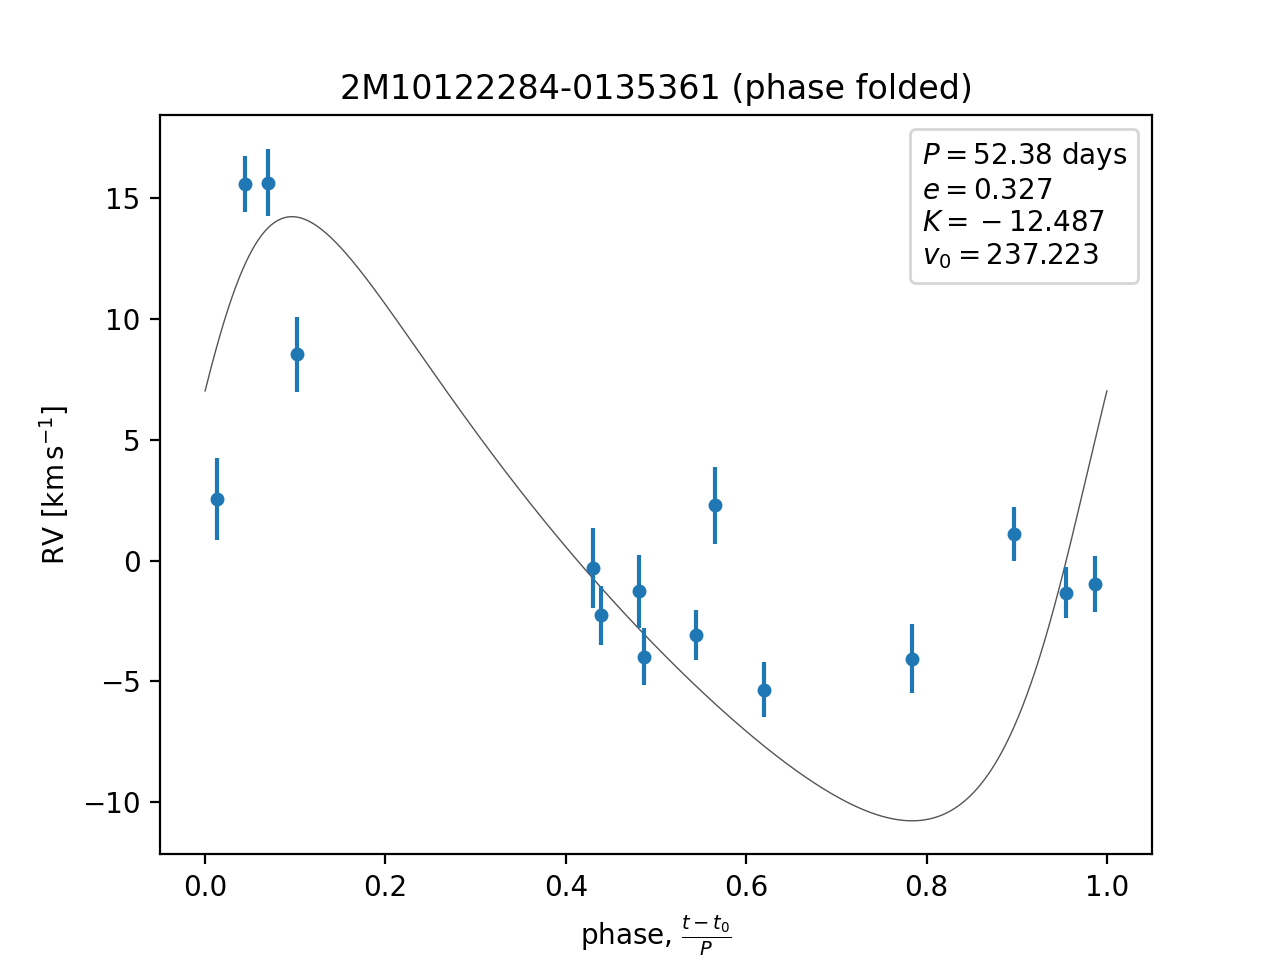 2M10122284-0135361 (phase folded)
P = 52.38 days
e = 0.327
K = −12.487
v₀ = 237.223
RV [km s⁻¹]
15
10
5
0
−5
−10
0.0 0.2 0.4 0.6 0.8 1.0
phase, (t − t₀)/P